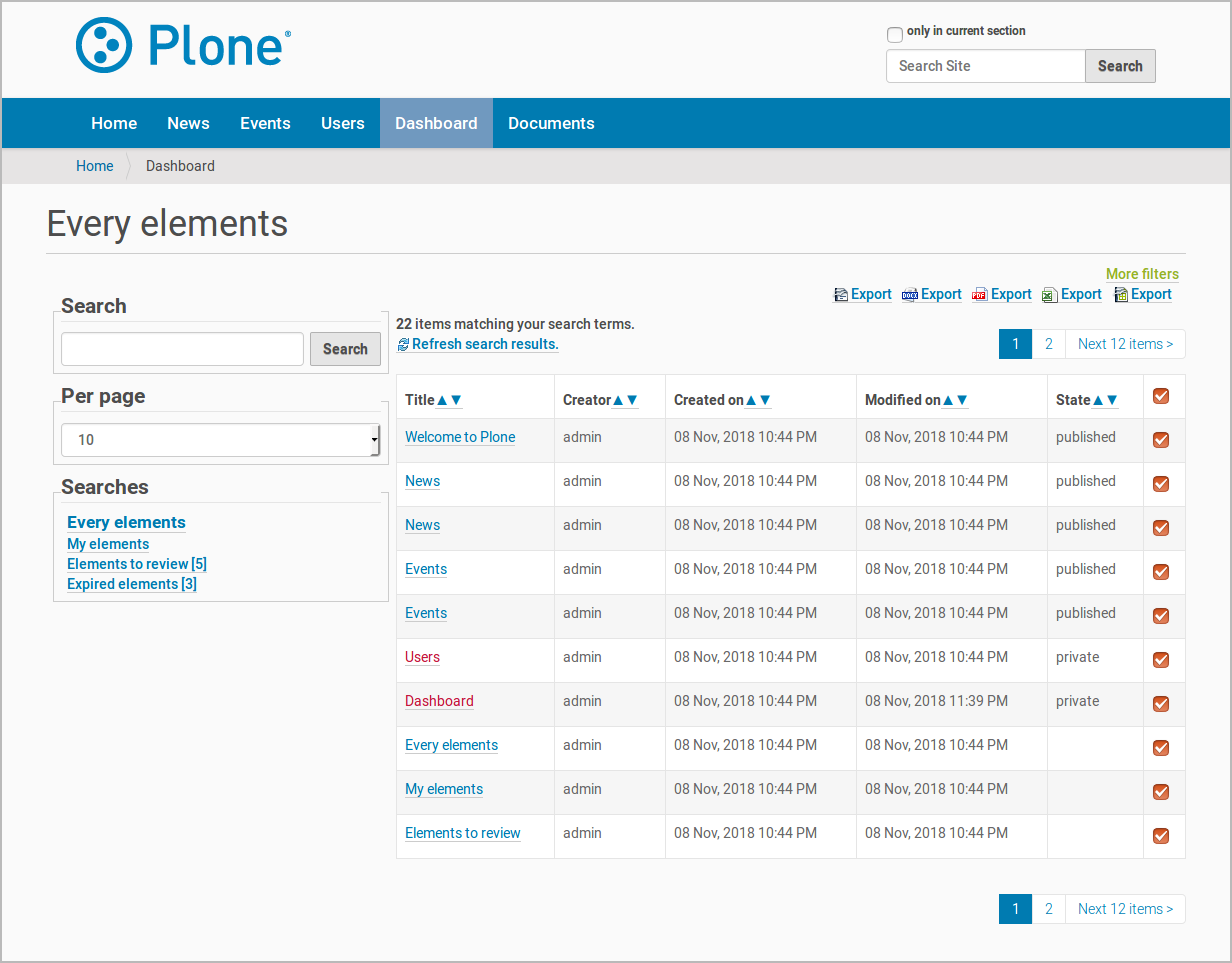 Plone®
only in current section
Search Site
Search
Home News Events Users Dashboard Documents
Home Dashboard
Every elements
More filters
Export DOCX Export PDF Export Export Export
Search
Search
Per page
10
Searches
Every elements
My elements
Elements to review [5]
Expired elements [3]
22 items matching your search terms.
Refresh search results.
1 2 Next 12 items >
Title▲▼ Creator▲▼ Created on▲▼ Modified on▲▼ State▲▼
Welcome to Plone admin 08 Nov, 2018 10:44 PM 08 Nov, 2018 10:44 PM published
News admin 08 Nov, 2018 10:44 PM 08 Nov, 2018 10:44 PM published
News admin 08 Nov, 2018 10:44 PM 08 Nov, 2018 10:44 PM published
Events admin 08 Nov, 2018 10:44 PM 08 Nov, 2018 10:44 PM published
Events admin 08 Nov, 2018 10:44 PM 08 Nov, 2018 10:44 PM published
Users admin 08 Nov, 2018 10:44 PM 08 Nov, 2018 10:44 PM private
Dashboard admin 08 Nov, 2018 10:44 PM 08 Nov, 2018 11:39 PM private
Every elements admin 08 Nov, 2018 10:44 PM 08 Nov, 2018 10:44 PM
My elements admin 08 Nov, 2018 10:44 PM 08 Nov, 2018 10:44 PM
Elements to review admin 08 Nov, 2018 10:44 PM 08 Nov, 2018 10:44 PM
1 2 Next 12 items >